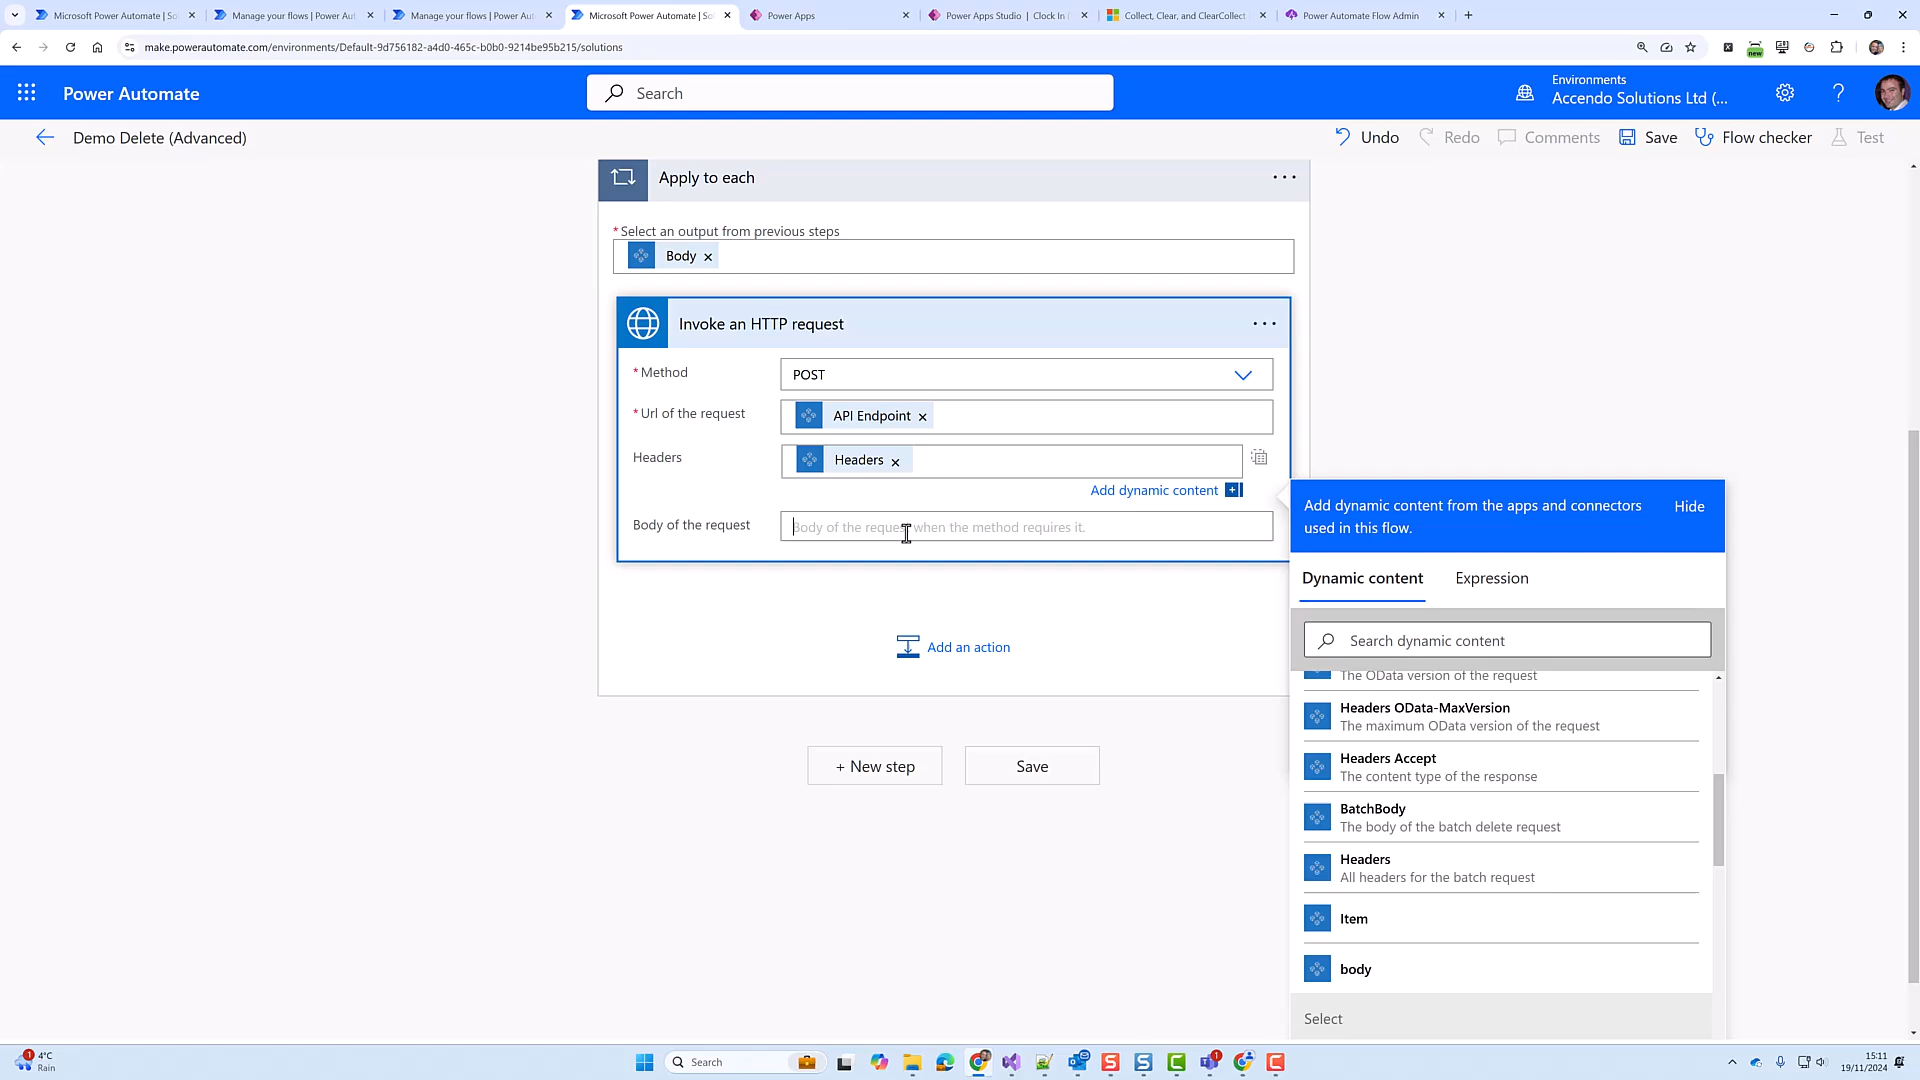 Microsoft Power Automate | So
Manage your flows | Power Aut
Manage your flows | Power Aut
Microsoft Power Automate | So
Power Apps
Power Apps Studio | Clock In (
Collect, Clear, and ClearCollect
Power Automate Flow Admin
make.powerautomate.com/environments/Default-9d756182-a4d0-465c-b0b0-9214be95b215/solutions
new
Power Automate
Search
Environments
Accendo Solutions Ltd (...
Demo Delete (Advanced)
Undo
Redo
Comments
Save
Flow checker
Test
Apply to each
* Select an output from previous steps
Body
Invoke an HTTP request
* Method
POST
* Url of the request
API Endpoint
Headers
Headers
Add dynamic content
Body of the request
Body of the request when the method requires it.
Add an action
+ New step
Save
Add dynamic content from the apps and connectors
used in this flow.
Hide
Dynamic content
Expression
Search dynamic content
The OData version of the request
Headers OData-MaxVersion
The maximum OData version of the request
Headers Accept
The content type of the response
BatchBody
The body of the batch delete request
Headers
All headers for the batch request
Item
body
Select
1
4°C
Rain
Search
1
15:11
19/11/2024